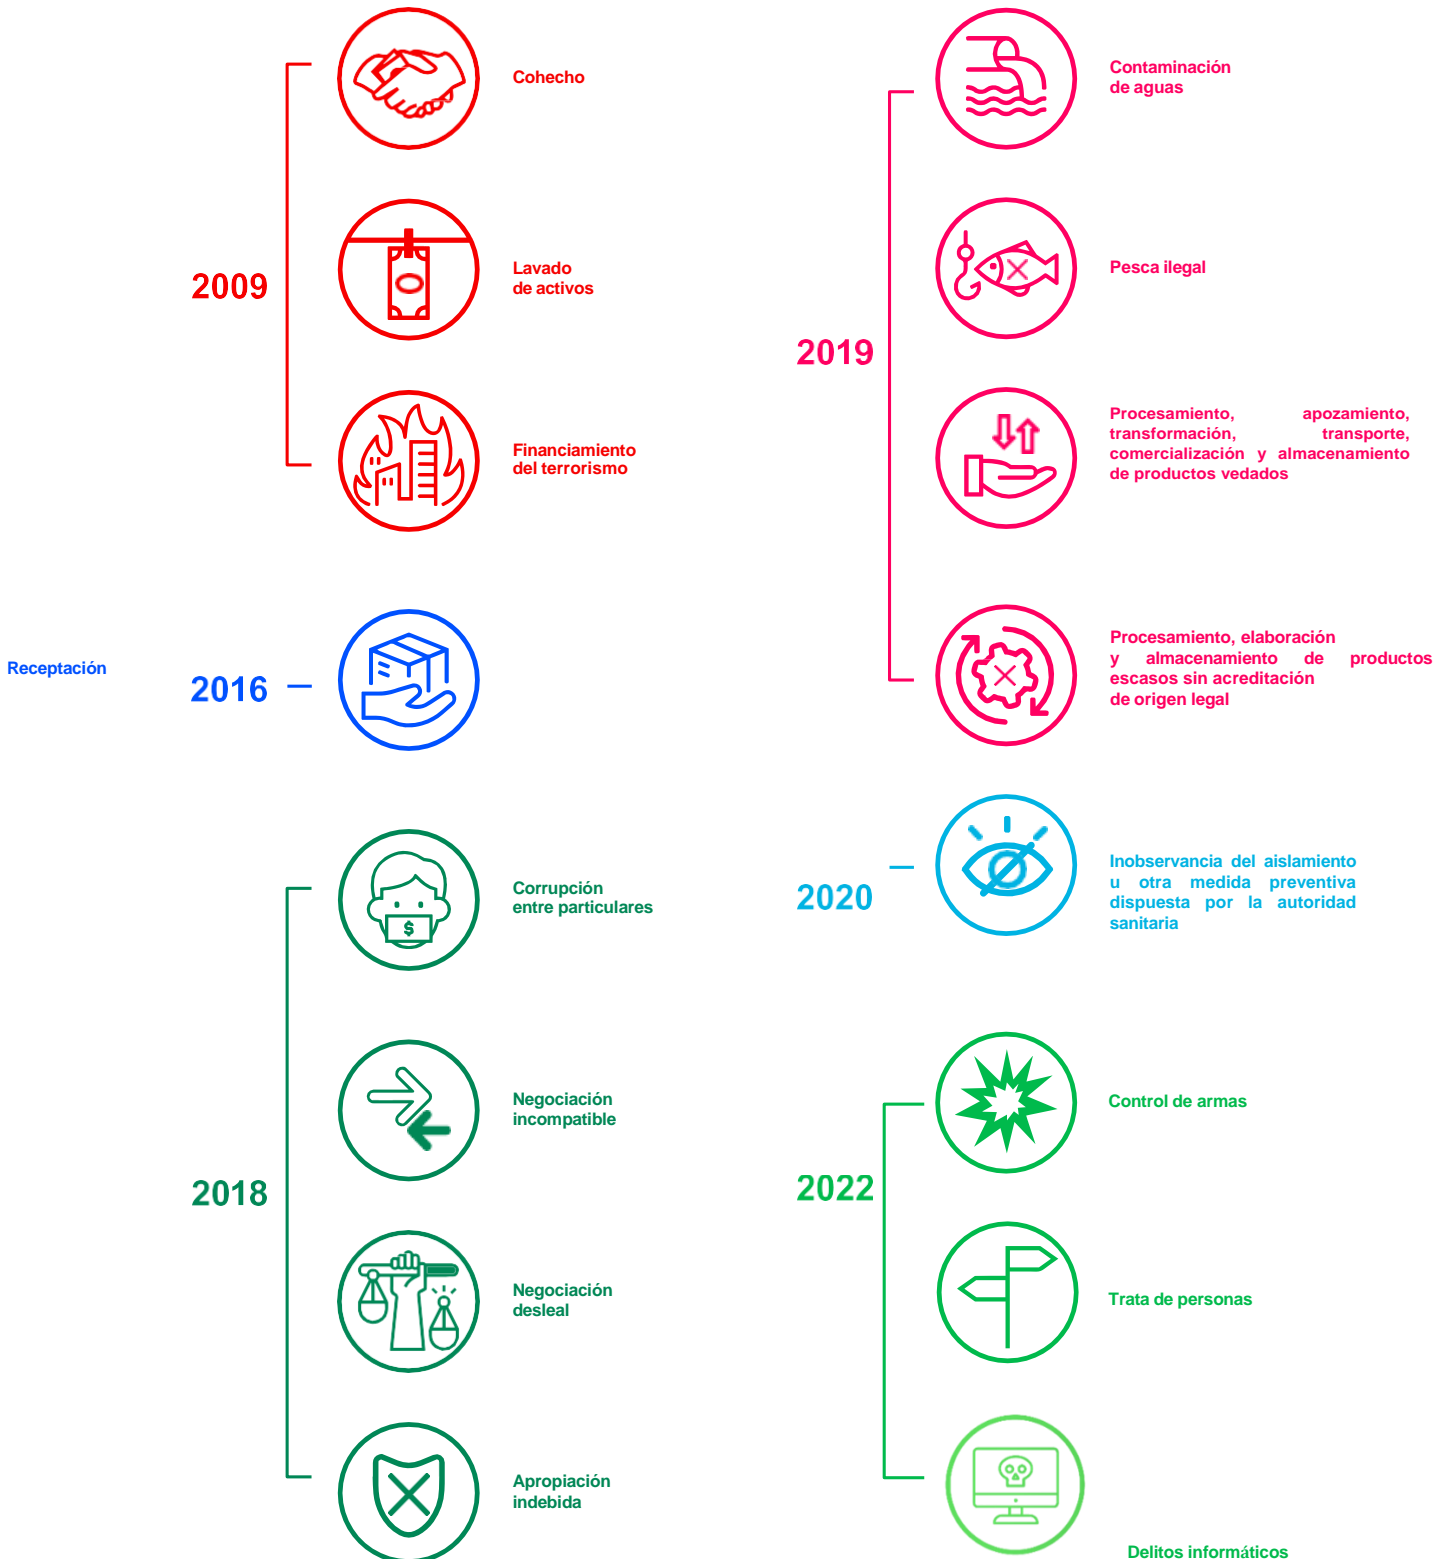 2009
Cohecho
Lavado
de activos
Financiamiento
del terrorismo
Receptación
2016
2018
Corrupción
entre particulares
$
Negociación
incompatible
Negociación
desleal
Apropiación
indebida
2019
Contaminación
de aguas
Pesca ilegal
Procesamiento, apozamiento,
transformación, transporte,
comercialización y almacenamiento
de productos vedados
Procesamiento, elaboración
y almacenamiento de productos
escasos sin acreditación
de origen legal
2020
Inobservancia del aislamiento
u otra medida preventiva
dispuesta por la autoridad
sanitaria
2022
Control de armas
Trata de personas
Delitos informáticos